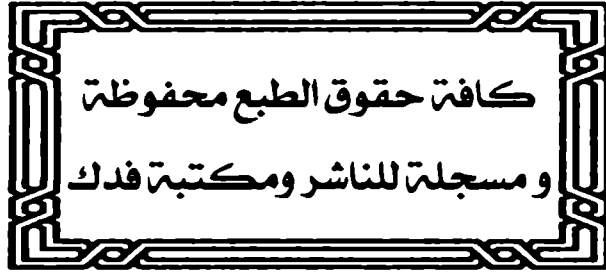 كافة حقوق الطبع محفوظة
و مسجلة للناشر ومكتبة فدك